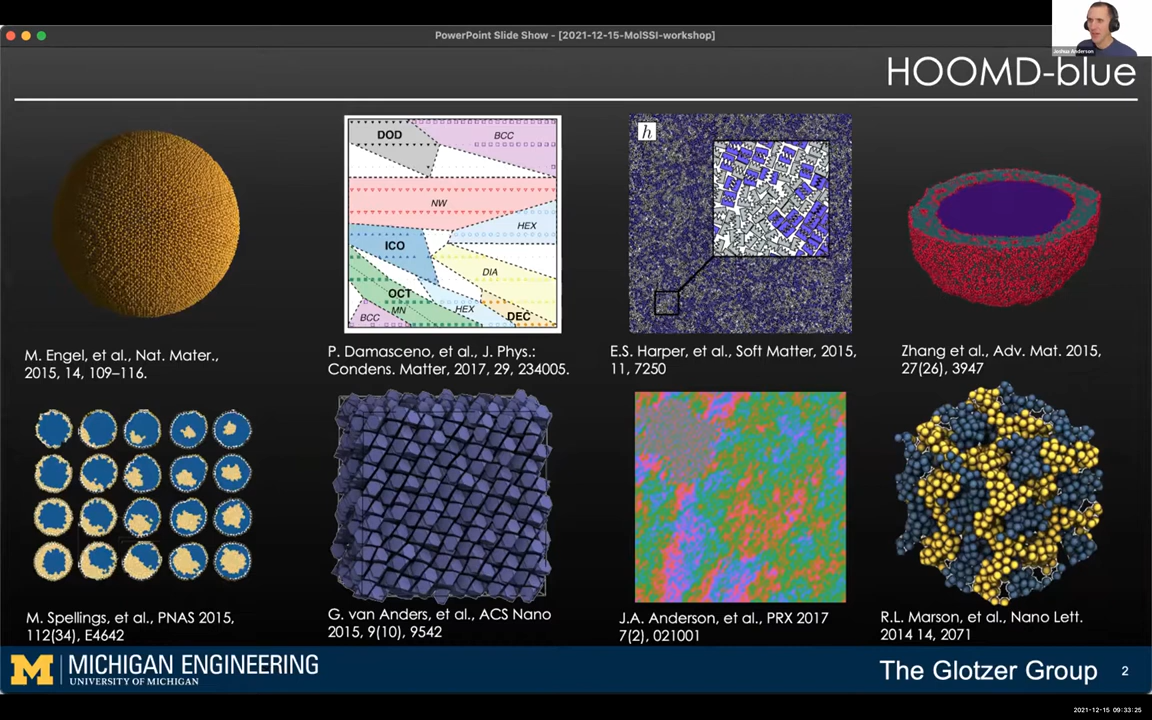 PowerPoint Slide Show - [2021-12-15-MolSSI-workshop]
Joshua Anderson
HOOMD-blue
DOD
BCC
NW
HEX
ICO
DIA
OCT
MN
HEX
BCC
DEC
h
M. Engel, et al., Nat. Mater.,
2015, 14, 109–116.
P. Damasceno, et al., J. Phys.:
Condens. Matter, 2017, 29, 234005.
E.S. Harper, et al., Soft Matter, 2015,
11, 7250
Zhang et al., Adv. Mat. 2015,
27(26), 3947
M. Spellings, et al., PNAS 2015,
112(34), E4642
G. van Anders, et al., ACS Nano
2015, 9(10), 9542
J.A. Anderson, et al., PRX 2017
7(2), 021001
R.L. Marson, et al., Nano Lett.
2014 14, 2071
M
MICHIGAN ENGINEERING
UNIVERSITY OF MICHIGAN
The Glotzer Group
2
2021-12-15 09:33:25